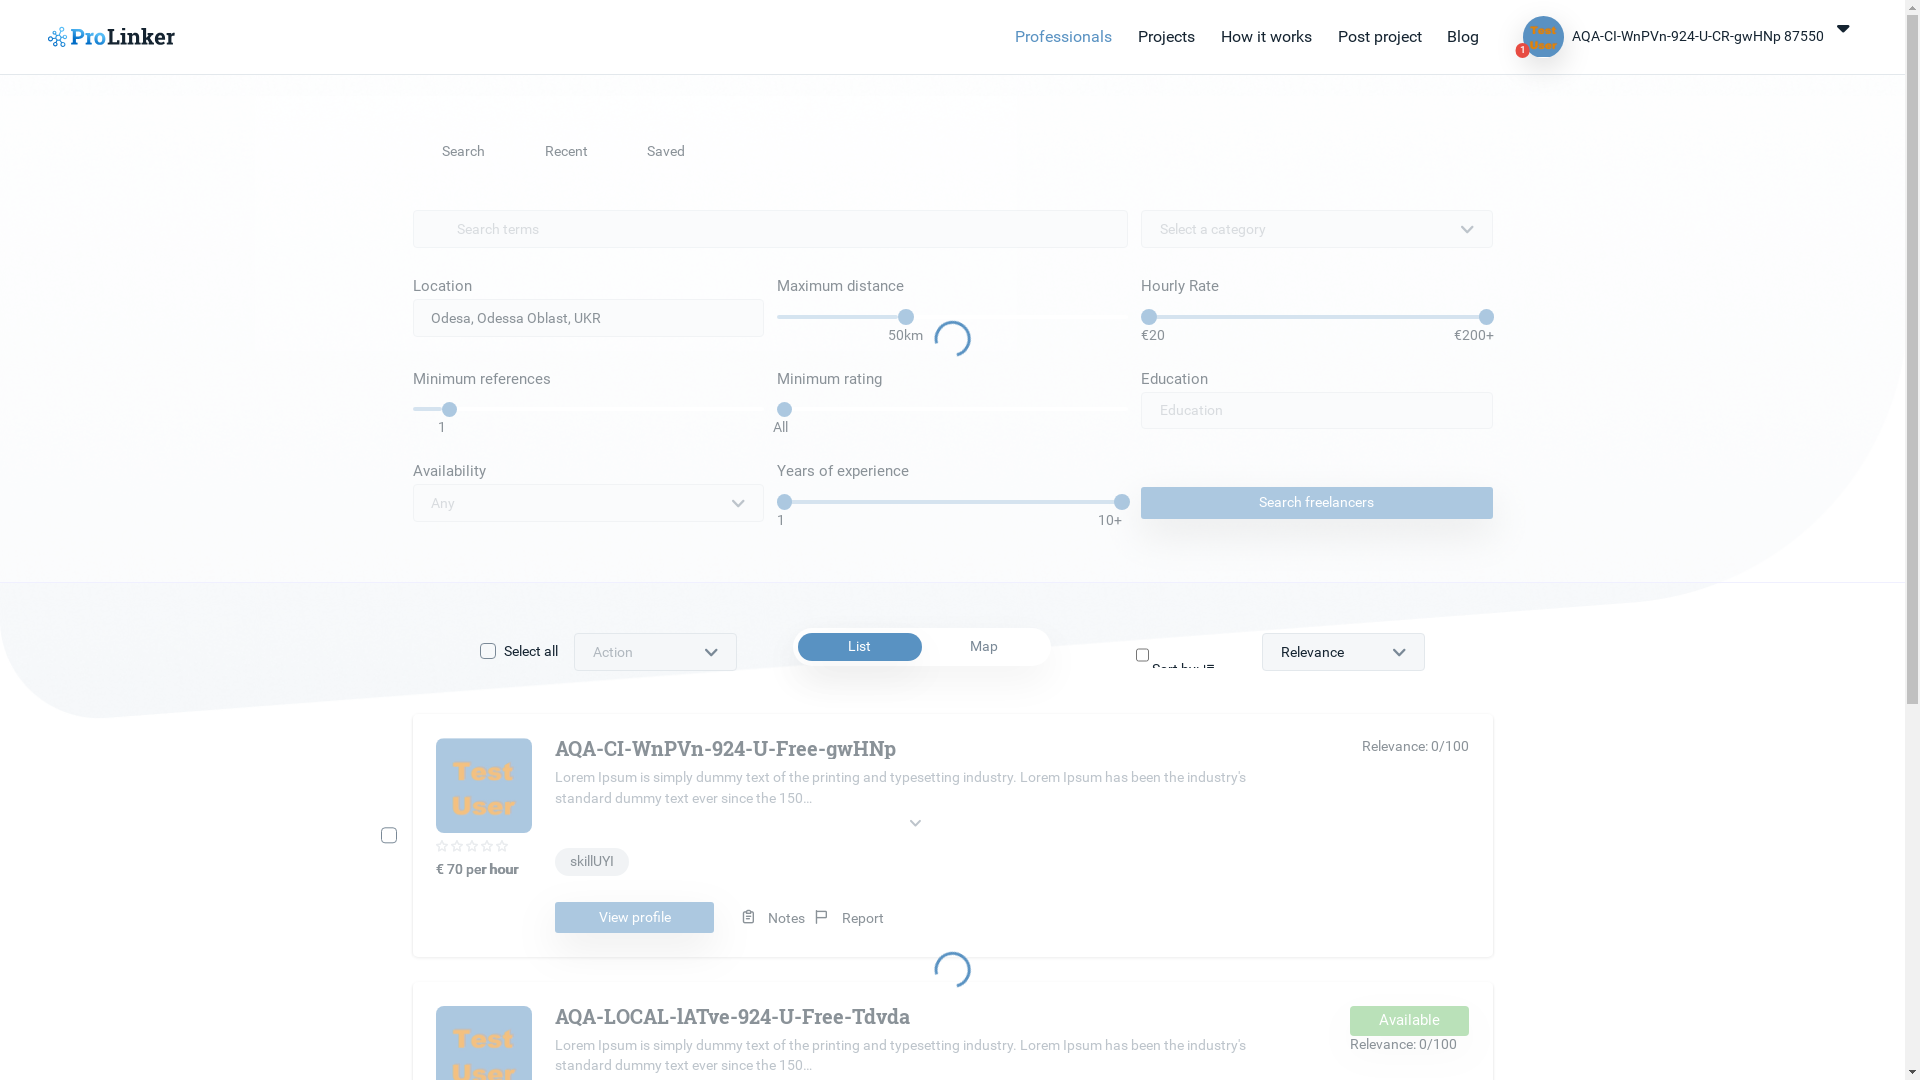 ProLinker
Professionals Projects How it works Post project Blog
Test
User
1
AQA-CI-WnPVn-924-U-CR-gwHNp 87550
Search Recent Saved
Search terms
Select a category
Location Maximum distance Hourly Rate
Odesa, Odessa Oblast, UKR
50km €20 €200+
Minimum references Minimum rating Education
Education
1 All
Availability Years of experience
Any
Search freelancers
1 10+
Select all Action List Map Relevance
Sort by:
AQA-CI-WnPVn-924-U-Free-gwHNp
Relevance: 0/100
Test
User
Lorem Ipsum is simply dummy text of the printing and typesetting industry. Lorem Ipsum has been the industry's
standard dummy text ever since the 150...
€ 70 per hour
skillUYI
View profile Notes Report
AQA-LOCAL-lATve-924-U-Free-Tdvda
Available
Relevance: 0/100
Test
User
Lorem Ipsum is simply dummy text of the printing and typesetting industry. Lorem Ipsum has been the industry's
standard dummy text ever since the 150...